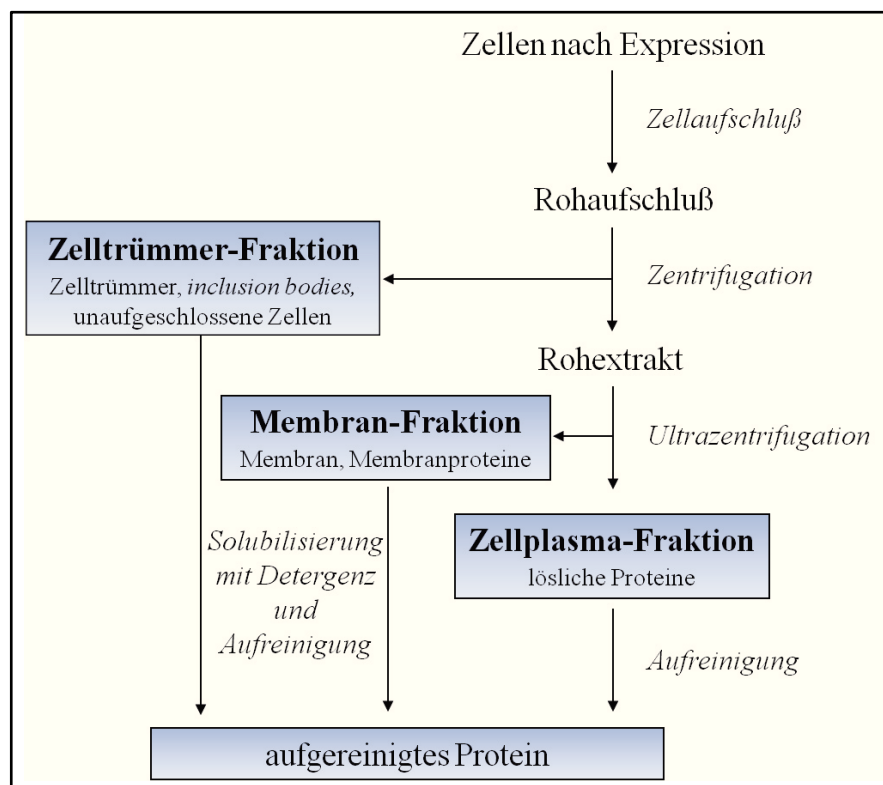 Zellen nach Expression
Zellaufschluß
Rohaufschluß
Zelltrümmer-Fraktion
Zelltrümmer, inclusion bodies,
unaufgeschlossene Zellen
Zentrifugation
Rohextrakt
Membran-Fraktion
Membran, Membranproteine
Ultrazentrifugation
Zellplasma-Fraktion
lösliche Proteine
Solubilisierung
mit Detergenz
und
Aufreinigung
Aufreinigung
aufgereinigtes Protein